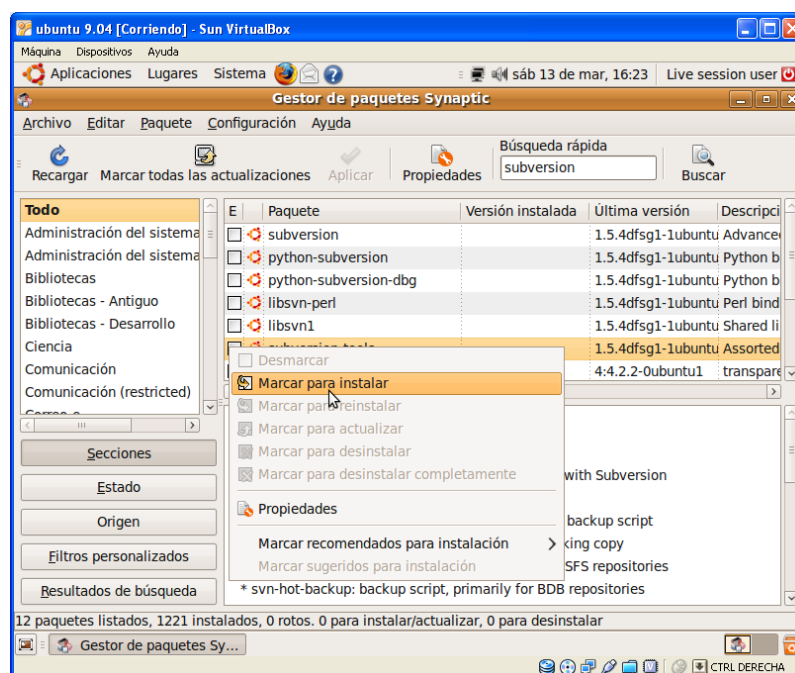 ubuntu 9.04 [Corriendo] - Sun VirtualBox
Máquina Dispositivos Ayuda
Aplicaciones Lugares Sistema sáb 13 de mar, 16:23 Live session user
Gestor de paquetes Synaptic
Archivo Editar Paquete Configuración Ayuda
Búsqueda rápida
subversion
Recargar Marcar todas las actualizaciones Aplicar Propiedades Buscar
Todo
Administración del sistema
Administración del sistema
Bibliotecas
Bibliotecas - Antiguo
Bibliotecas - Desarrollo
Ciencia
Comunicación
Comunicación (restricted)
Correo-e
Secciones
Estado
Origen
Filtros personalizados
Resultados de búsqueda
E Paquete Versión instalada Última versión Descripci
subversion 1.5.4dfsg1-1ubuntu Advance
python-subversion 1.5.4dfsg1-1ubuntu Python b
python-subversion-dbg 1.5.4dfsg1-1ubuntu Python b
libsvn-perl 1.5.4dfsg1-1ubuntu Perl bind
libsvn1 1.5.4dfsg1-1ubuntu Shared li
subversion-tools 1.5.4dfsg1-1ubuntu Assorted
4:4.2.2-0ubuntu1 transpare
Desmarcar
Marcar para instalar
Marcar para reinstalar
Marcar para actualizar
Marcar para desinstalar
Marcar para desinstalar completamente
Propiedades
Marcar recomendados para instalación
Marcar sugeridos para instalación
with Subversion
backup script
king copy
SFS repositories
* svn-hot-backup: backup script, primarily for BDB repositories
12 paquetes listados, 1221 instalados, 0 rotos. 0 para instalar/actualizar, 0 para desinstalar
Gestor de paquetes Sy...
CTRL DERECHA